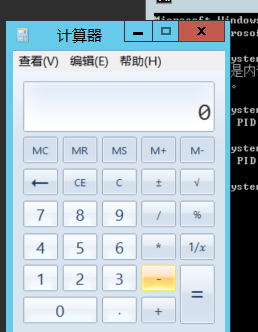 计算器
查看(V) 编辑(E) 帮助(H)
0
MC MR MS M+ M-
← CE C ± √
7 8 9 / %
4 5 6 * 1/x
1 2 3 - =
0 . +
Microsoft Windows
rosof
ystem
是内
。
ystem
PID
ystem
PID
ystem